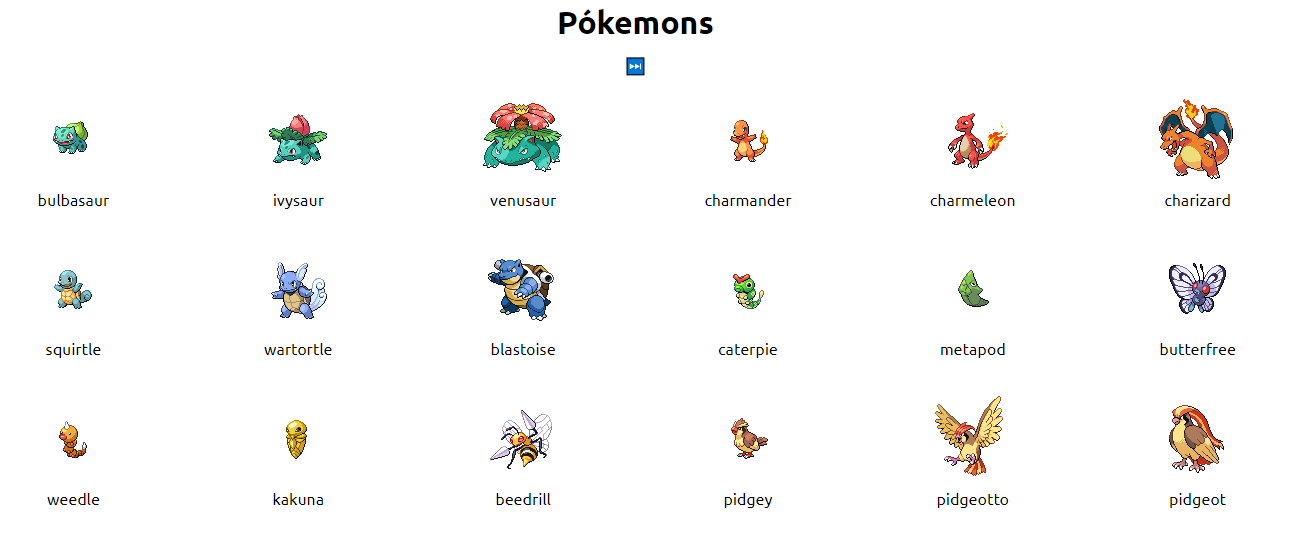 Pókemons
bulbasaur ivysaur venusaur charmander charmeleon charizard
squirtle wartortle blastoise caterpie metapod butterfree
weedle kakuna beedrill pidgey pidgeotto pidgeot